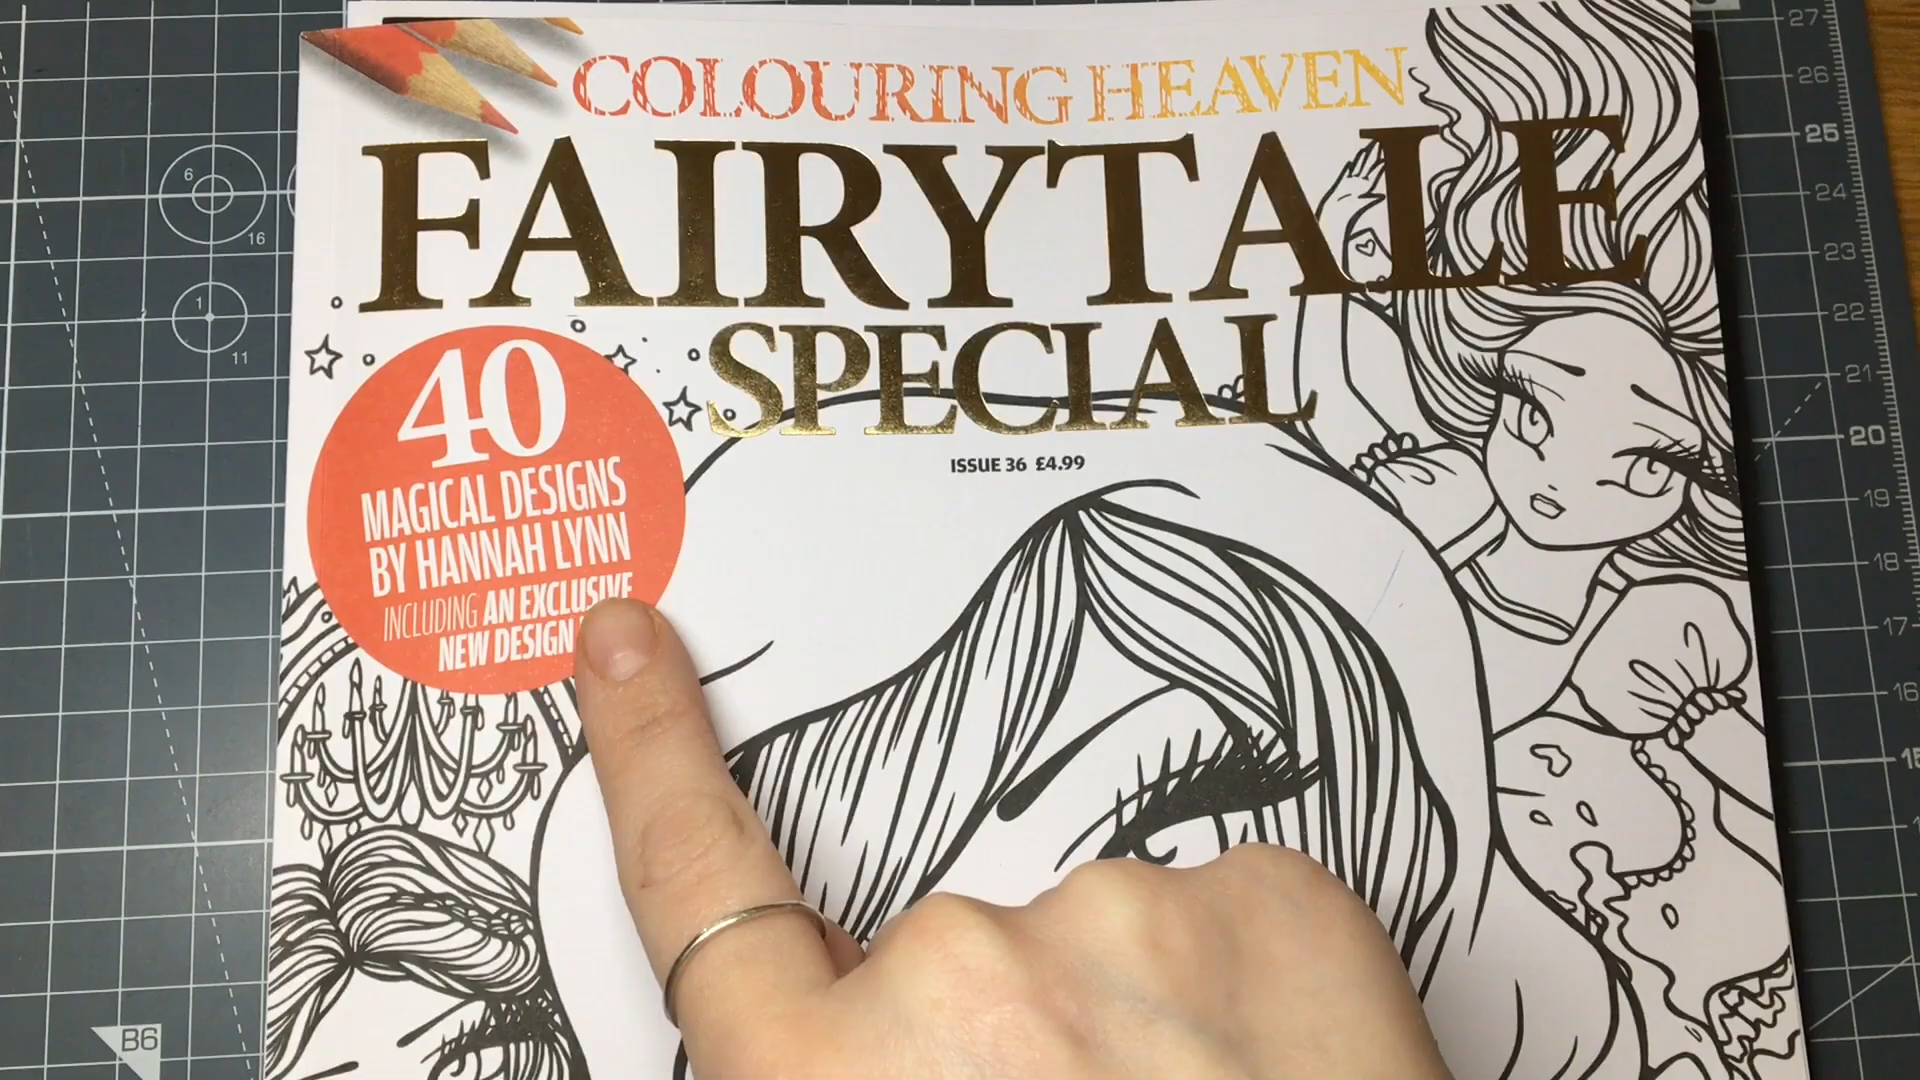 COLOURING HEAVEN
FAIRYTALE
SPECIAL
ISSUE 36 £4.99
40
MAGICAL DESIGNS
BY HANNAH LYNN
INCLUDING AN EXCLUSIVE
NEW DESIGN
6
16
1
11
B6
27
26
25
24
23
22
21
20
19
18
17
16
15